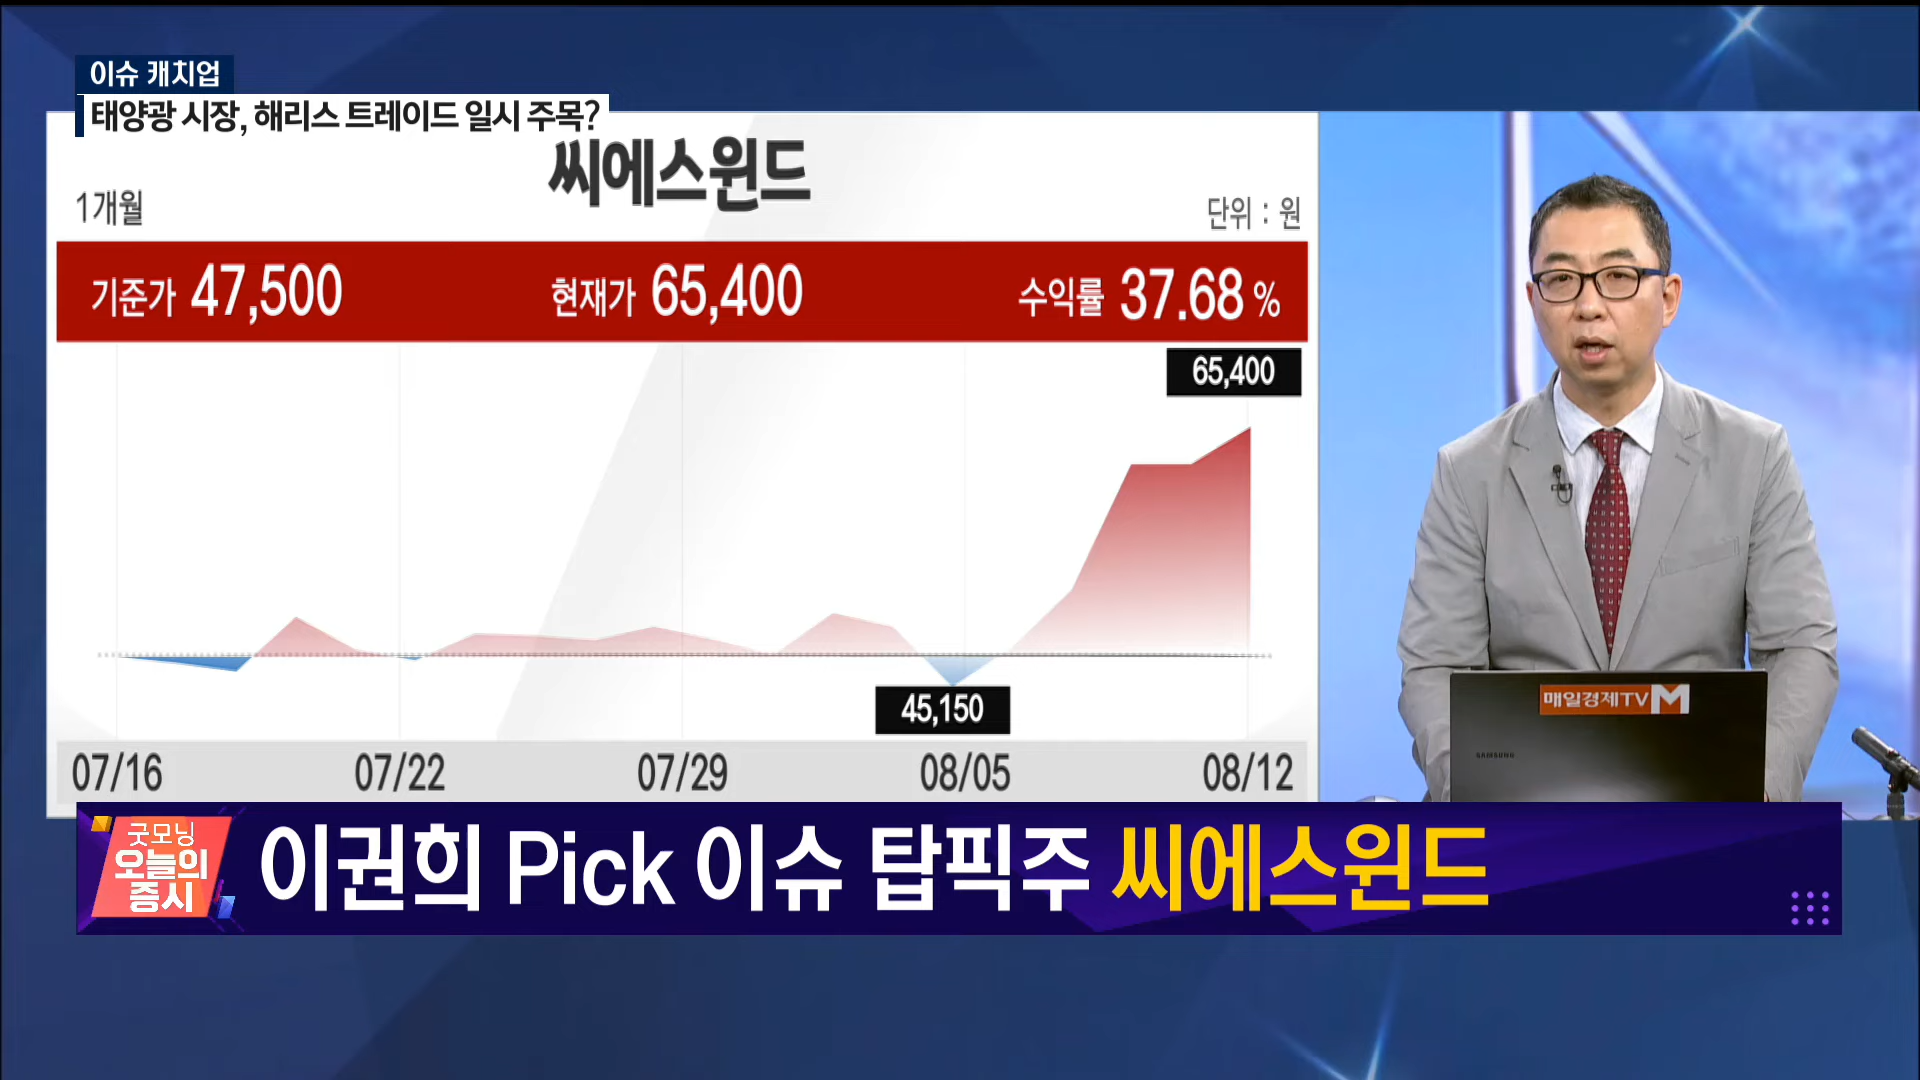 이슈 캐치업
태양광 시장, 해리스 트레이드 일시 주목?
씨에스윈드
1개월
단위 : 원
기준가 47,500 현재가 65,400 수익률 37.68 %
65,400
45,150
07/16 07/22 07/29 08/05 08/12
매일경제TV M
SAMSUNG
굿모닝
오늘의
증시
이권희 Pick 이슈 탑픽주 씨에스윈드